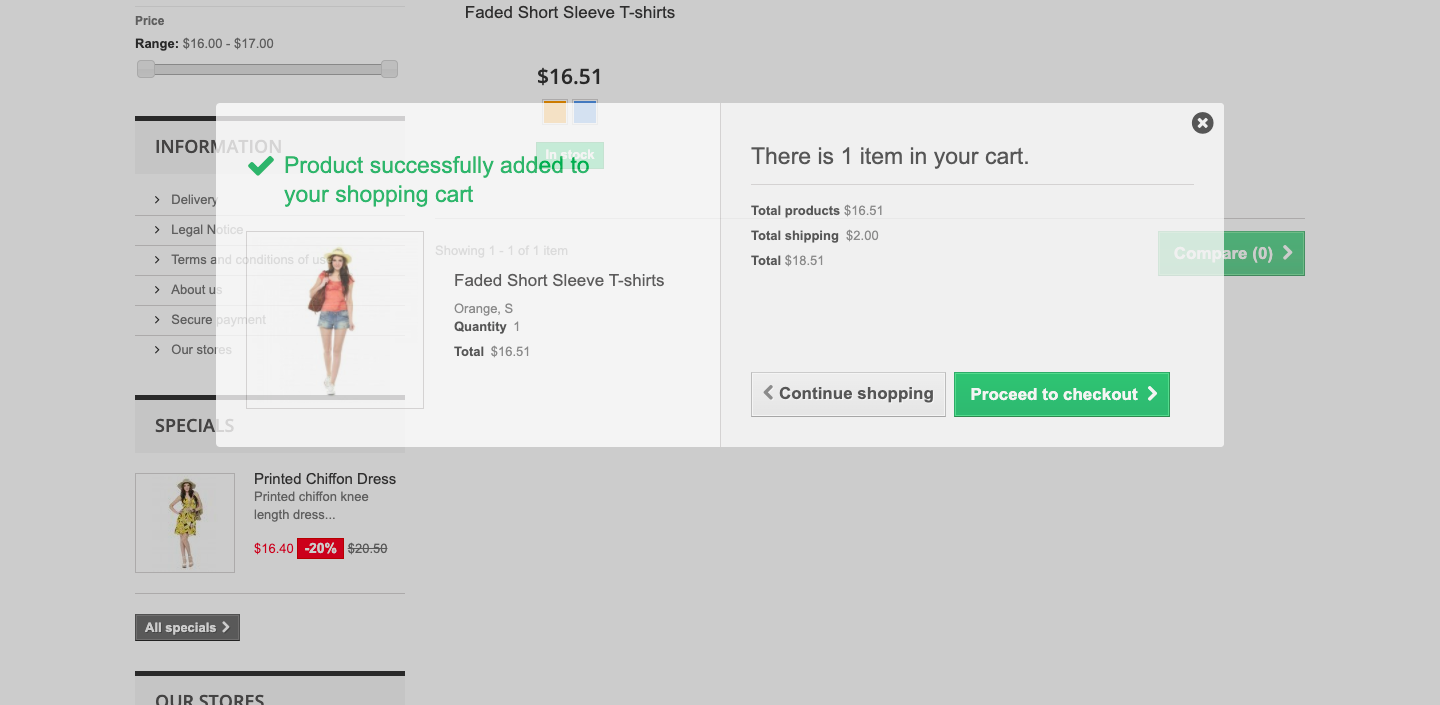 Price
Range: $16.00 - $17.00
INFORMATION
Delivery
Legal Notice
Terms and conditions of us
About us
Secure payment
Our stores
SPECIALS
Printed Chiffon Dress
Printed chiffon knee
length dress...
$16.40 -20% $20.50
All specials
OUR STORES
Faded Short Sleeve T-shirts
$16.51
In stock
Showing 1 - 1 of 1 item
Compare (0)
Product successfully added to
your shopping cart
Faded Short Sleeve T-shirts
Orange, S
Quantity 1
Total $16.51
There is 1 item in your cart.
Total products $16.51
Total shipping $2.00
Total $18.51
Continue shopping
Proceed to checkout